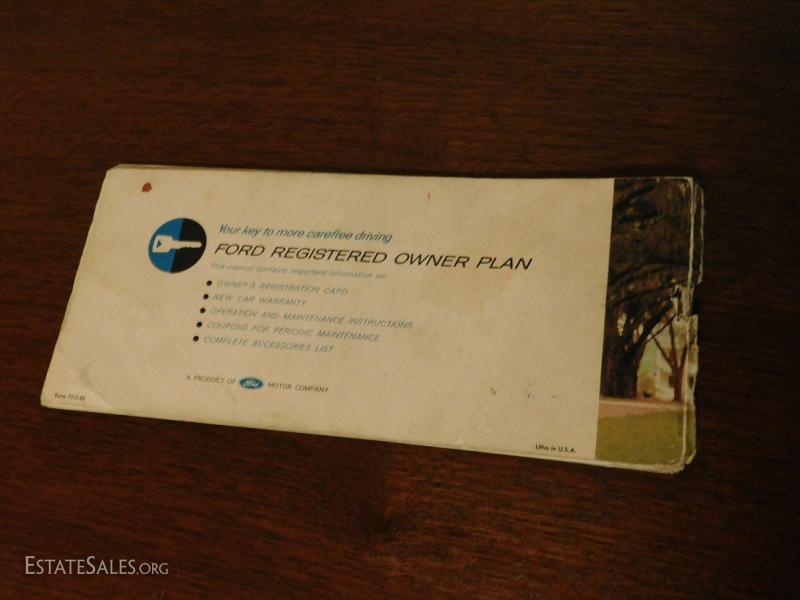 Your key to more carefree driving
FORD REGISTERED OWNER PLAN
This manual contains important information on:
• OWNER'S REGISTRATION CARD
• NEW CAR WARRANTY
• OPERATION AND MAINTENANCE INSTRUCTIONS
• COUPONS FOR PERIODIC MAINTENANCE
• COMPLETE ACCESSORIES LIST
A PRODUCT OF Ford MOTOR COMPANY
Form
Litho in U.S.A.
ESTATESALES.ORG